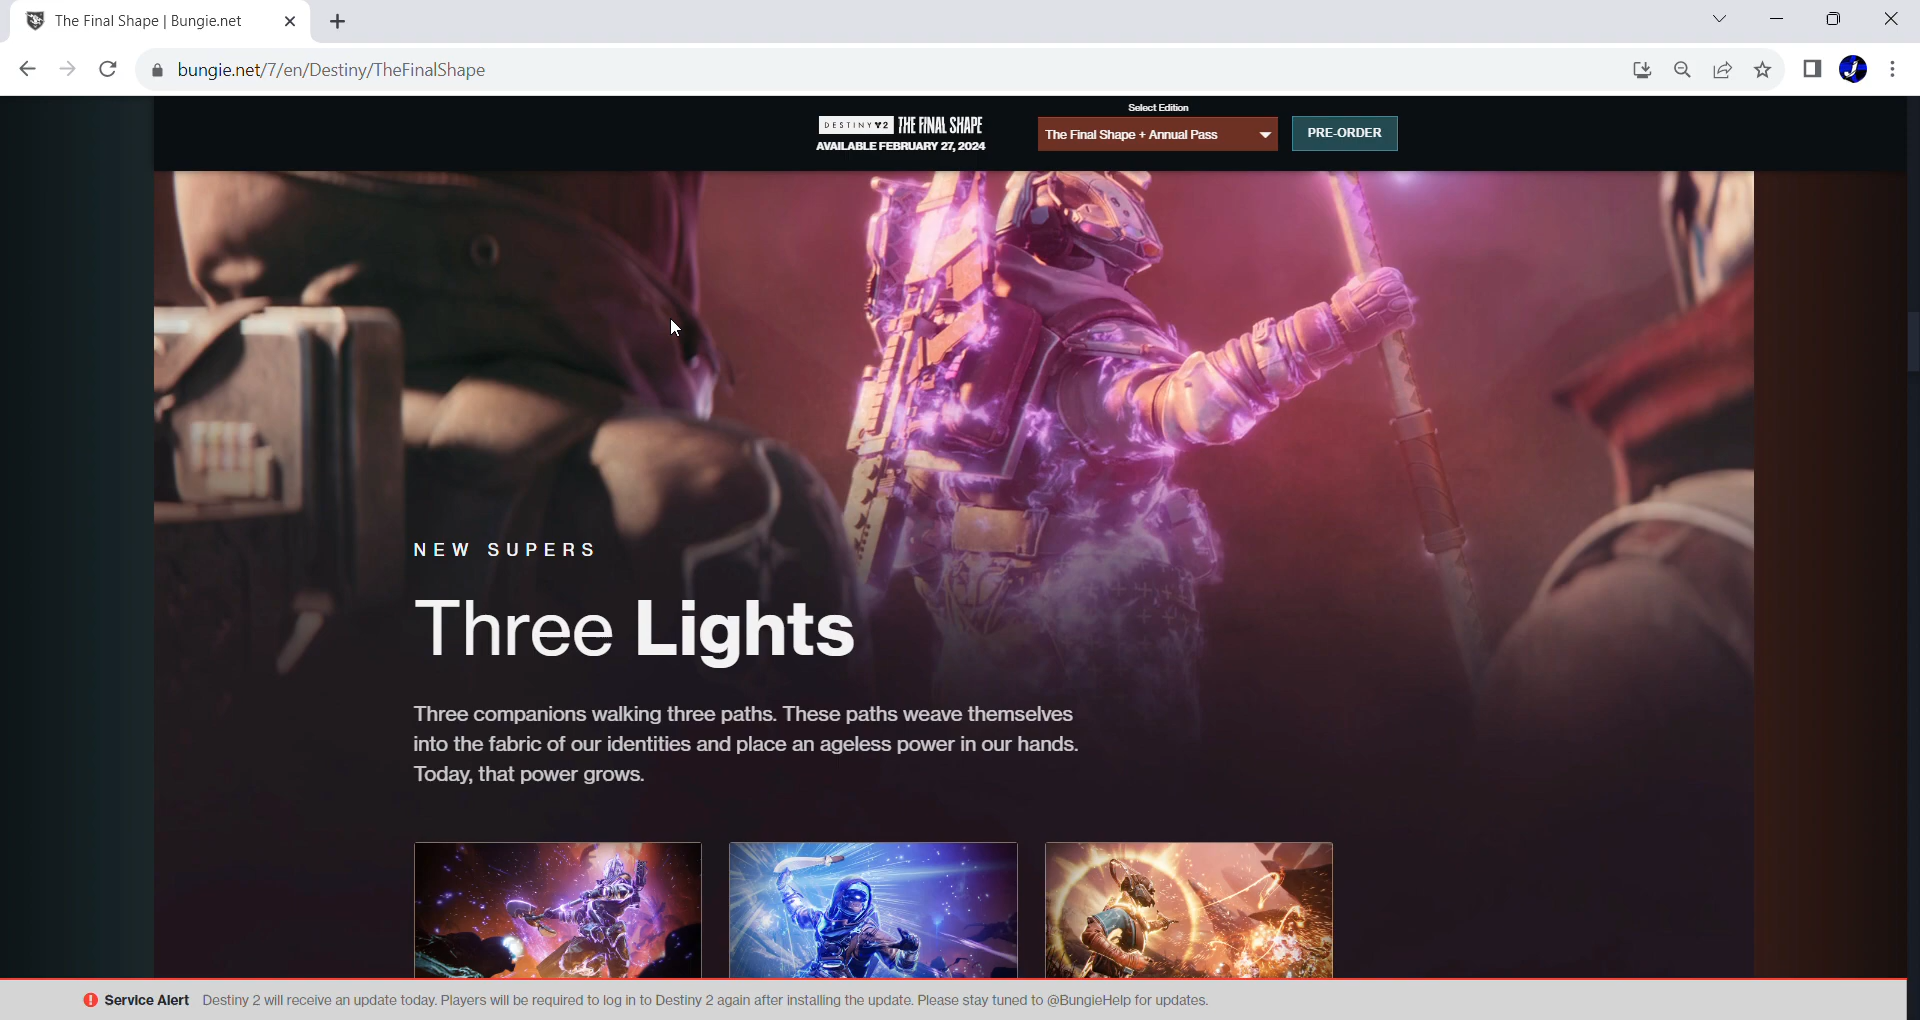 The Final Shape | Bungie.net
bungie.net/7/en/Destiny/TheFinalShape
Select Edition
DESTINY 2 THE FINAL SHAPE
AVAILABLE FEBRUARY 27, 2024
The Final Shape + Annual Pass
PRE-ORDER
NEW SUPERS
Three Lights
Three companions walking three paths. These paths weave themselves
into the fabric of our identities and place an ageless power in our hands.
Today, that power grows.
Service Alert Destiny 2 will receive an update today. Players will be required to log in to Destiny 2 again after installing the update. Please stay tuned to @BungieHelp for updates.